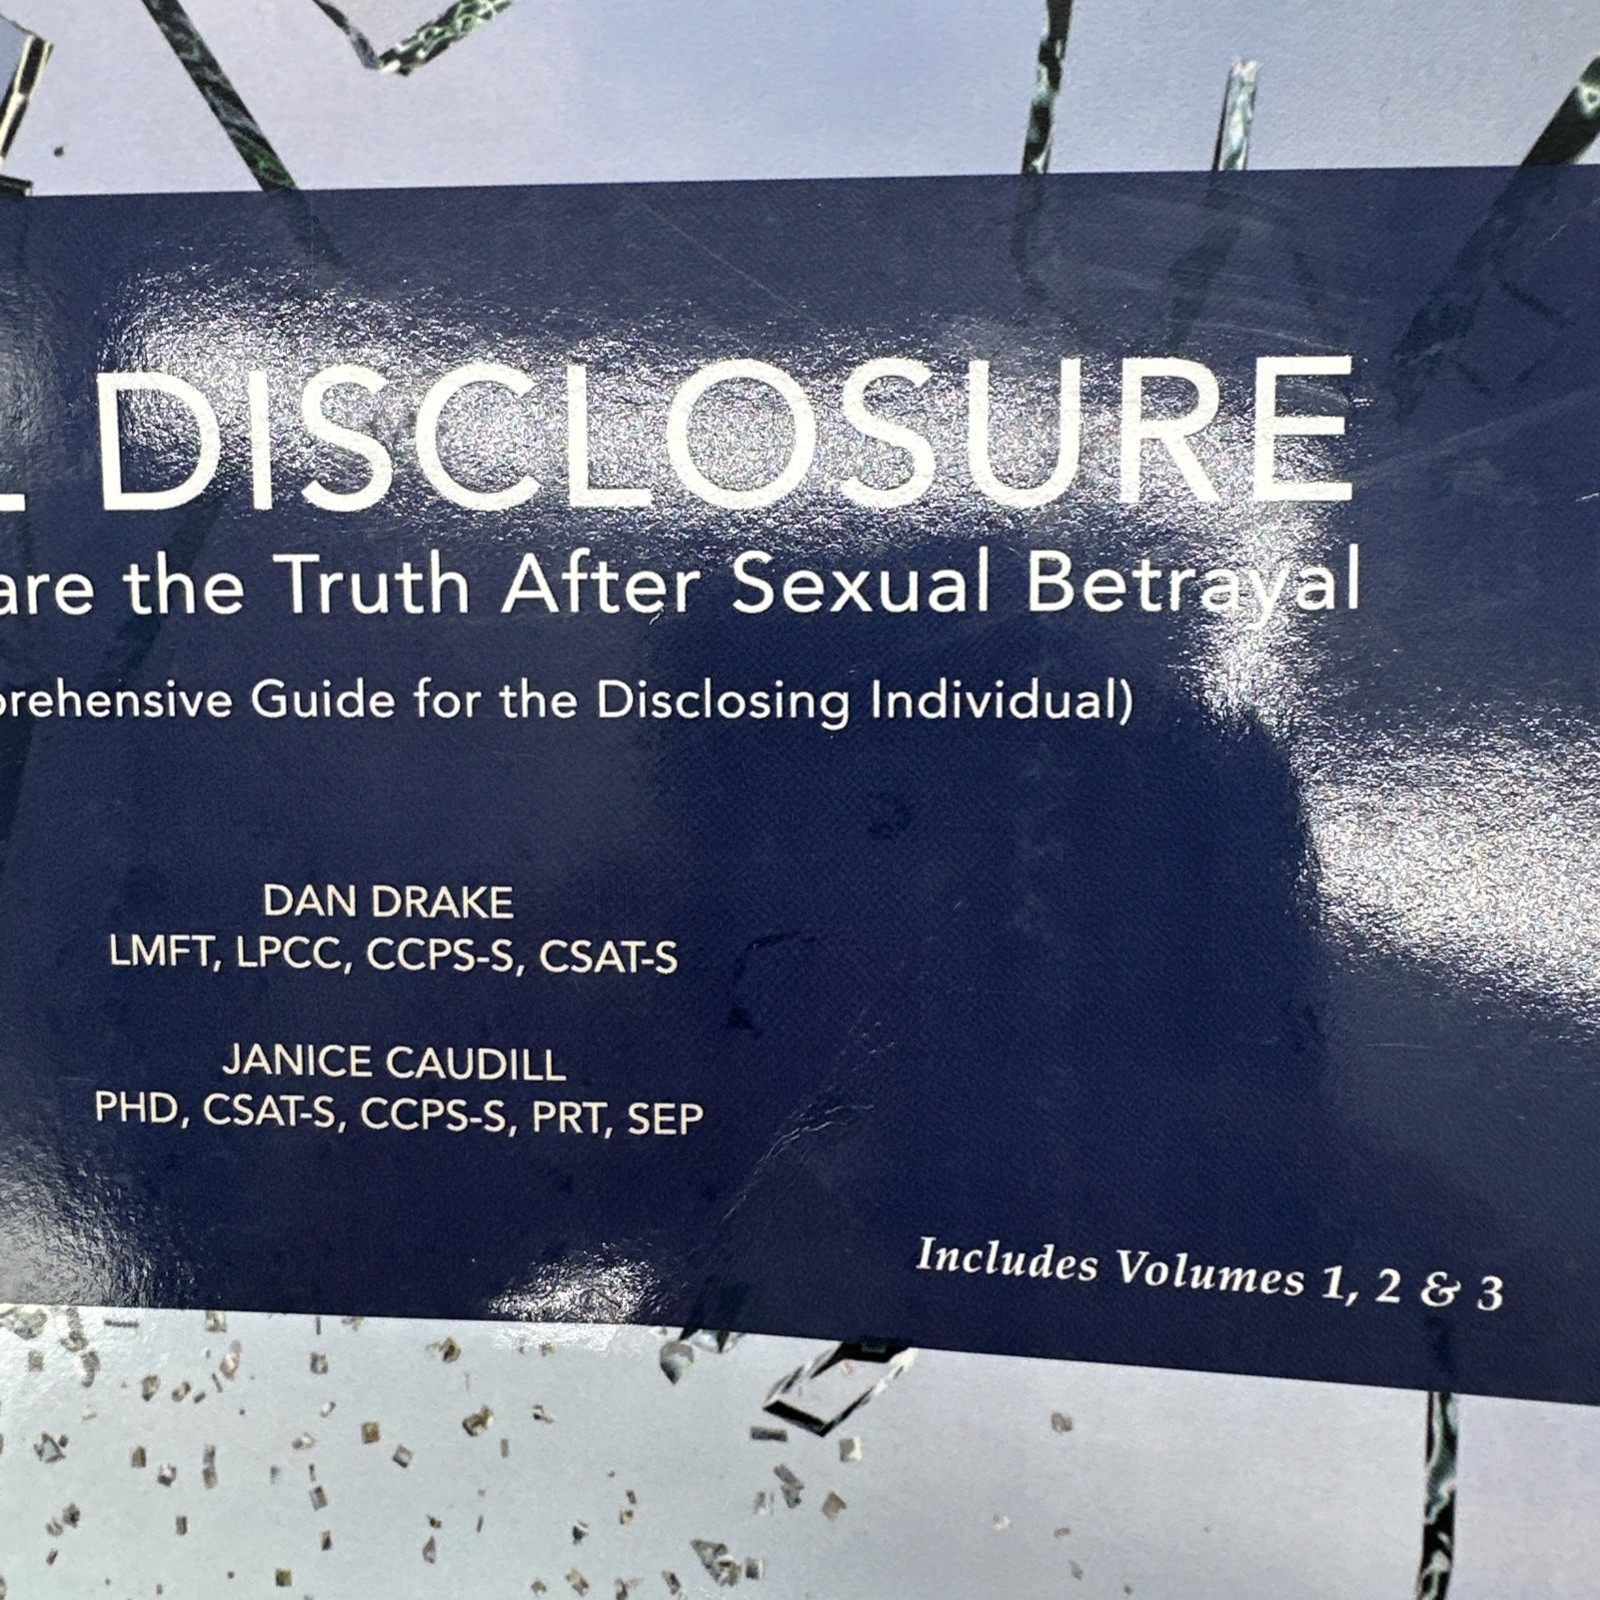 L DISCLOSURE
are the Truth After Sexual Betrayal
prehensive Guide for the Disclosing Individual)
DAN DRAKE
LMFT, LPCC, CCPS-S, CSAT-S
JANICE CAUDILL
PHD, CSAT-S, CCPS-S, PRT, SEP
Includes Volumes 1, 2 & 3